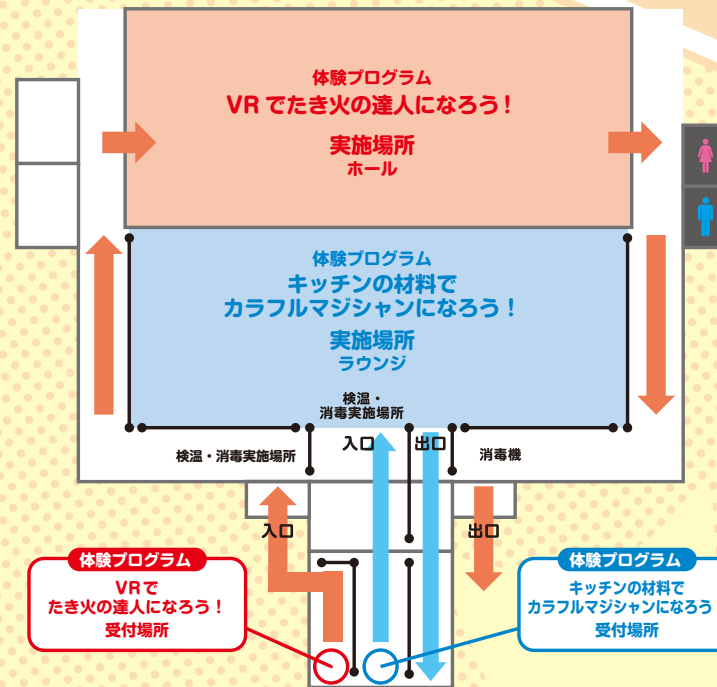 体験プログラム
VRでたき火の達人になろう！
実施場所
ホール
体験プログラム
キッチンの材料で
カラフルマジシャンになろう！
実施場所
ラウンジ
検温・
消毒実施場所
検温・消毒実施場所
入口
出口
消毒機
入口
出口
体験プログラム
VRで
たき火の達人になろう！
受付場所
体験プログラム
キッチンの材料で
カラフルマジシャンになろう
受付場所